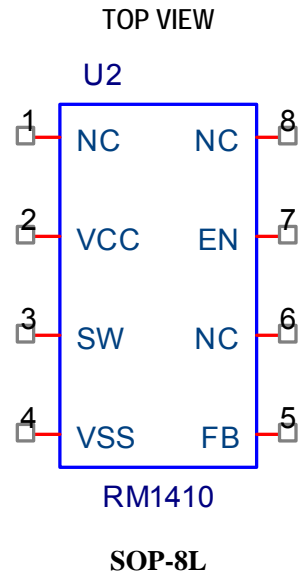 TOP VIEW
U2
1 NC NC 8
2 VCC EN 7
3 SW NC 6
4 VSS FB 5
RM1410
SOP-8L